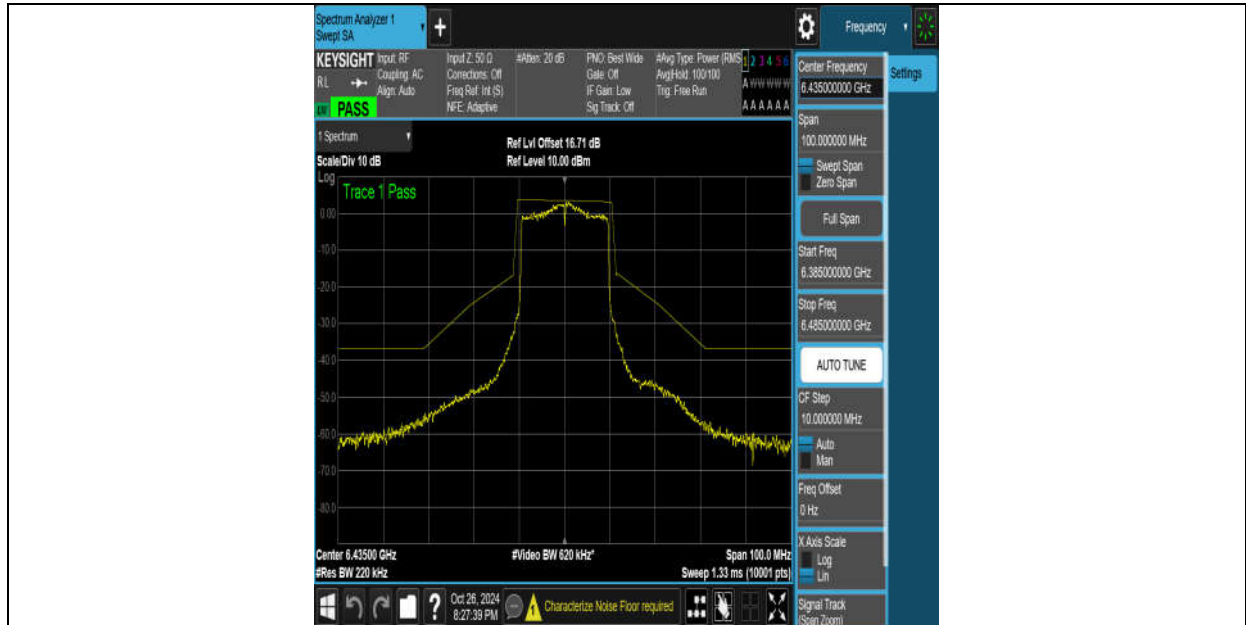 Spectrum Analyzer 1
Swept SA
+
Frequency
KEYSIGHT
RL
PASS
Input: RF
Coupling: AC
Align: Auto
Input Z: 50 Ω
Corrections: Off
Freq Ref: Int (S)
NFE: Adaptive
#Atten: 20 dB
PNO: Best Wide
Gate: Off
IF Gain: Low
Sig Track: Off
#Avg Type: Power (RMS
Avg|Hold: 100/100
Trig: Free Run
1 2 3 4 5 6
A W W W W W
A A A A A A
Center Frequency
6.435000000 GHz
Settings
Span
100.000000 MHz
Swept Span
Zero Span
Full Span
Start Freq
6.385000000 GHz
Stop Freq
6.485000000 GHz
AUTO TUNE
CF Step
10.000000 MHz
Auto
Man
Freq Offset
0 Hz
X Axis Scale
Log
Lin
Signal Track
(Span Zoom)
1 Spectrum
Scale/Div 10 dB
Ref Lvl Offset 16.71 dB
Ref Level 10.00 dBm
Log
Trace 1 Pass
0.00
-10.0
-20.0
-30.0
-40.0
-50.0
-60.0
-70.0
-80.0
Center 6.43500 GHz
#Video BW 620 kHz*
Span 100.0 MHz
#Res BW 220 kHz
Sweep 1.33 ms (10001 pts)
?
Oct 26, 2024
8:27:39 PM
Characterize Noise Floor required